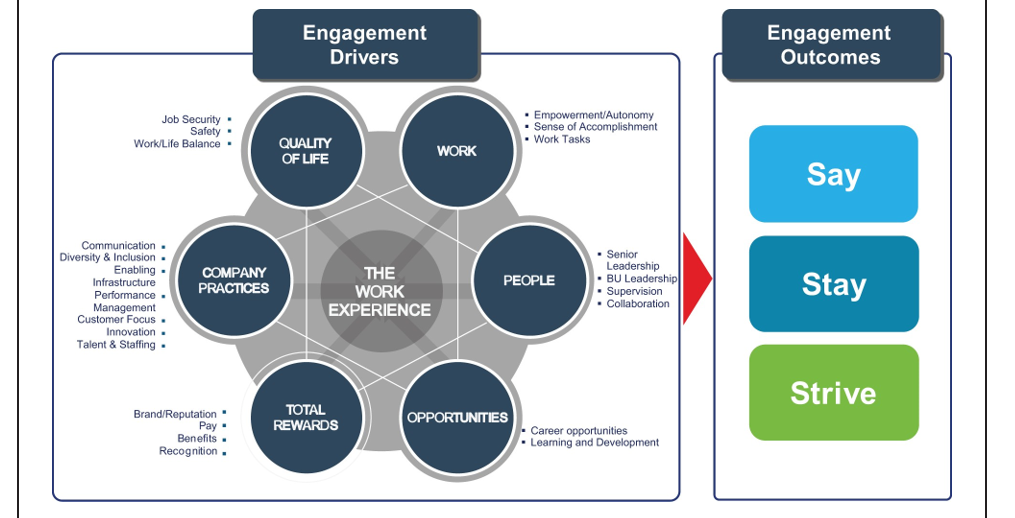 Engagement
Drivers
Engagement
Outcomes
Job Security
Safety
Work/Life Balance
QUALITY
OF LIFE
WORK
Empowerment/Autonomy
Sense of Accomplishment
Work Tasks
Say
Communication
Diversity & Inclusion
Enabling
Infrastructure
Performance
Management
Customer Focus
Innovation
Talent & Staffing
COMPANY
PRACTICES
THE
WORK
EXPERIENCE
PEOPLE
Senior
Leadership
BU Leadership
Supervision
Collaboration
Stay
Brand/Reputation
Pay
Benefits
Recognition
TOTAL
REWARDS
OPPORTUNITIES
Career opportunities
Learning and Development
Strive